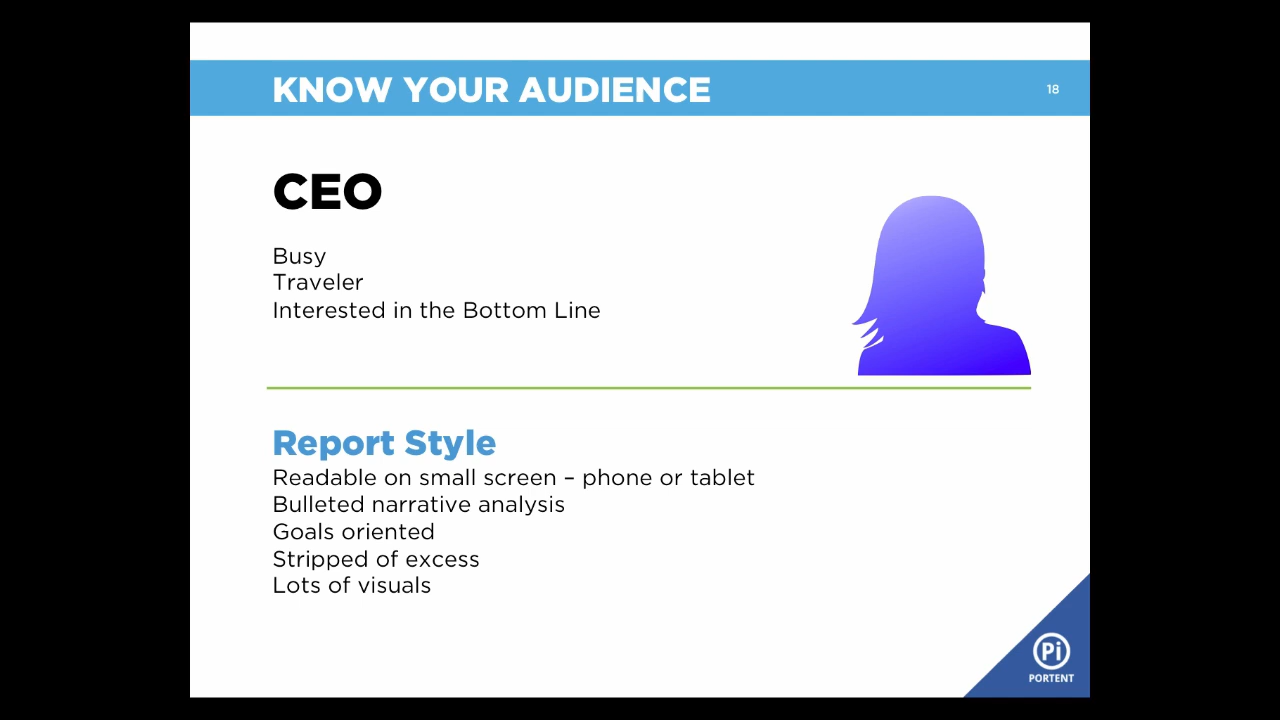 KNOW YOUR AUDIENCE
18
CEO
Busy
Traveler
Interested in the Bottom Line
Report Style
Readable on small screen – phone or tablet
Bulleted narrative analysis
Goals oriented
Stripped of excess
Lots of visuals
Pi
PORTENT